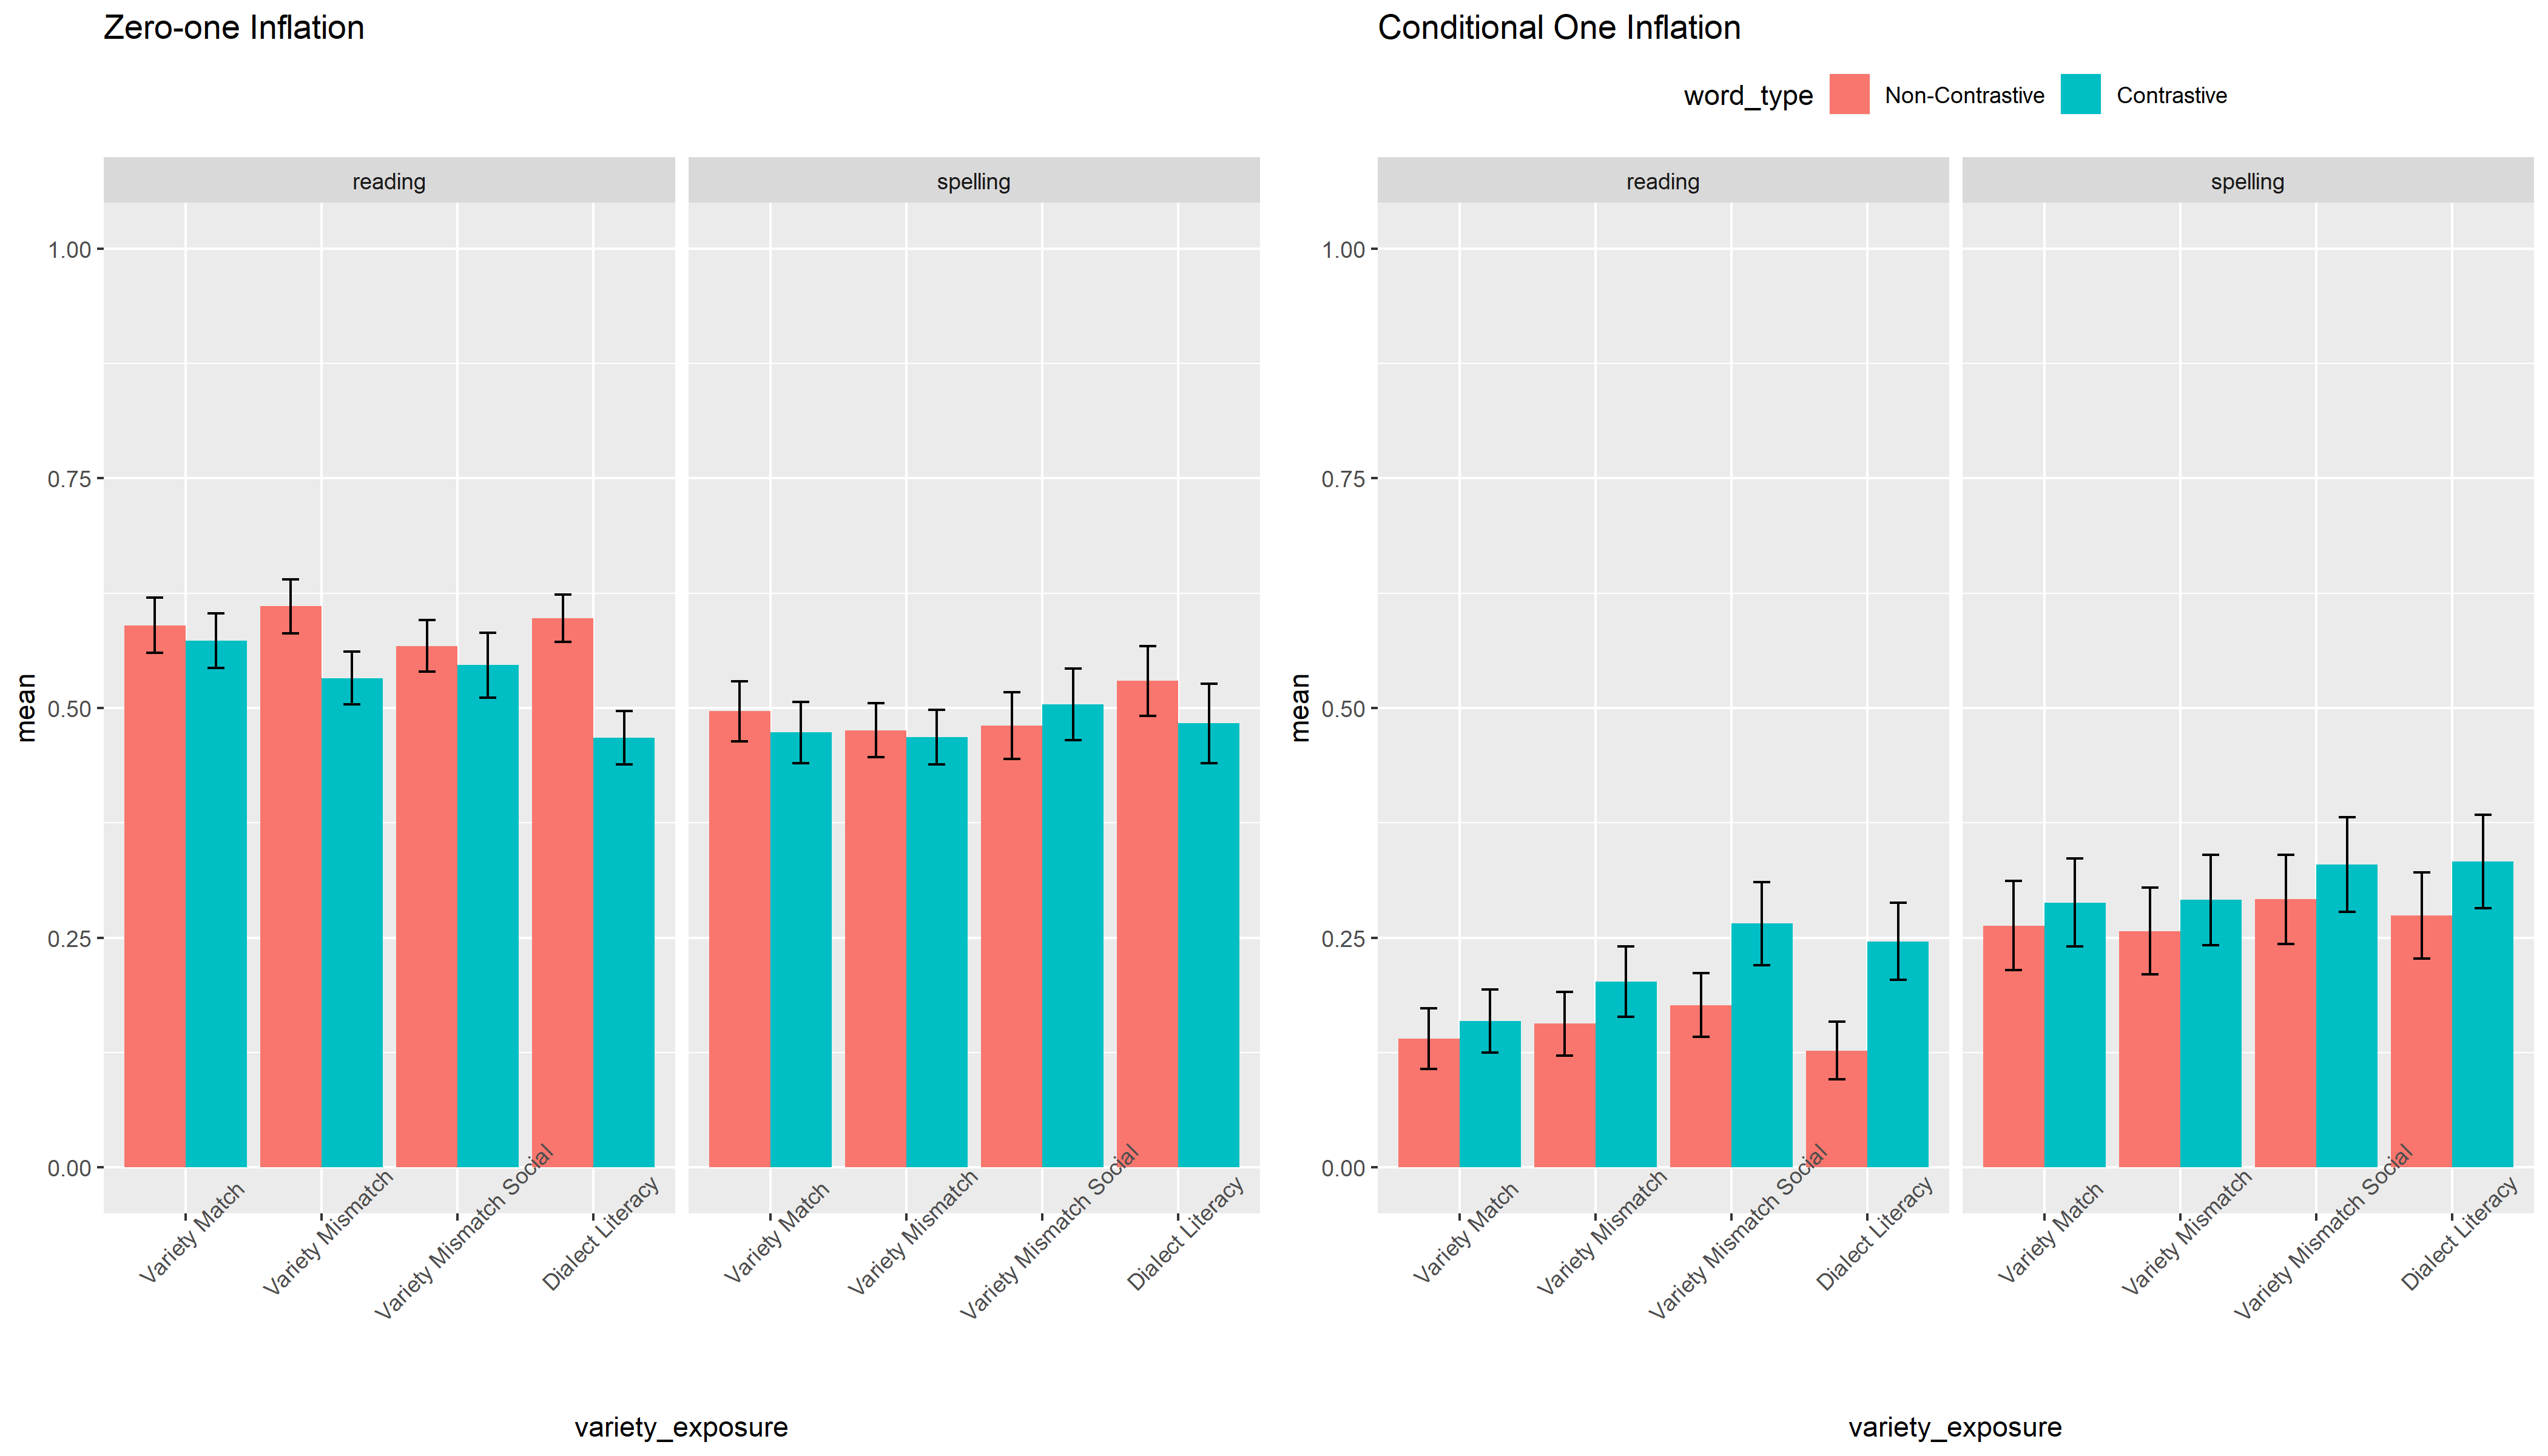 Zero-one Inflation
reading
spelling
mean
1.00
0.75
0.50
0.25
0.00
Variety Match
Variety Mismatch
Variety Mismatch Social
Dialect Literacy
Variety Match
Variety Mismatch
Variety Mismatch Social
Dialect Literacy
variety_exposure
Conditional One Inflation
word_type Non-Contrastive Contrastive
reading
spelling
mean
1.00
0.75
0.50
0.25
0.00
Variety Match
Variety Mismatch
Variety Mismatch Social
Dialect Literacy
Variety Match
Variety Mismatch
Variety Mismatch Social
Dialect Literacy
variety_exposure